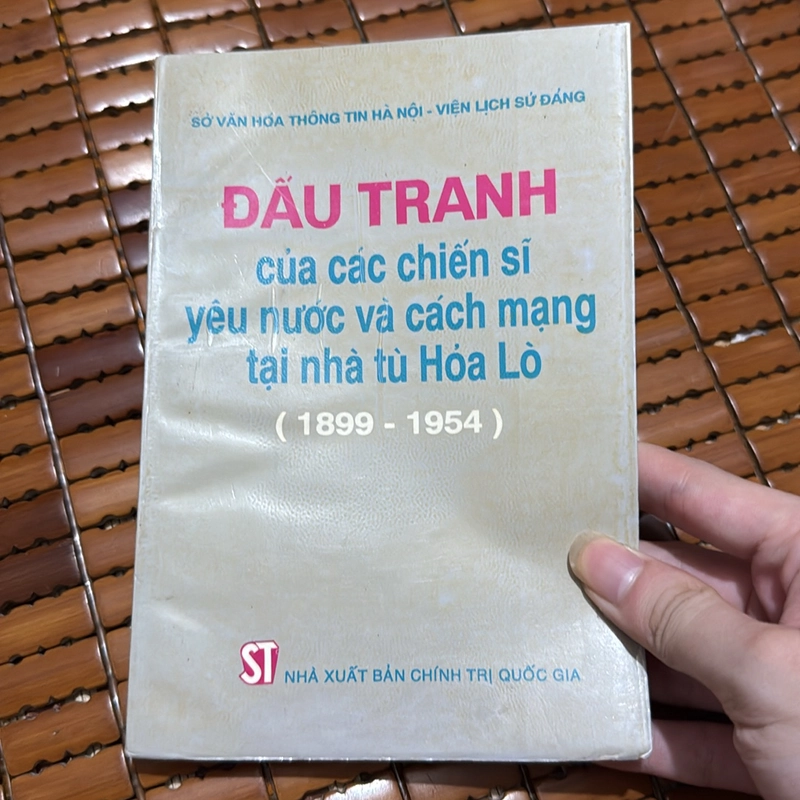 SỞ VĂN HÓA THÔNG TIN HÀ NỘI - VIỆN LỊCH SỬ ĐẢNG
ĐẤU TRANH
của các chiến sĩ
yêu nước và cách mạng
tại nhà tù Hỏa Lò
( 1899 - 1954 )
ST NHÀ XUẤT BẢN CHÍNH TRỊ QUỐC GIA